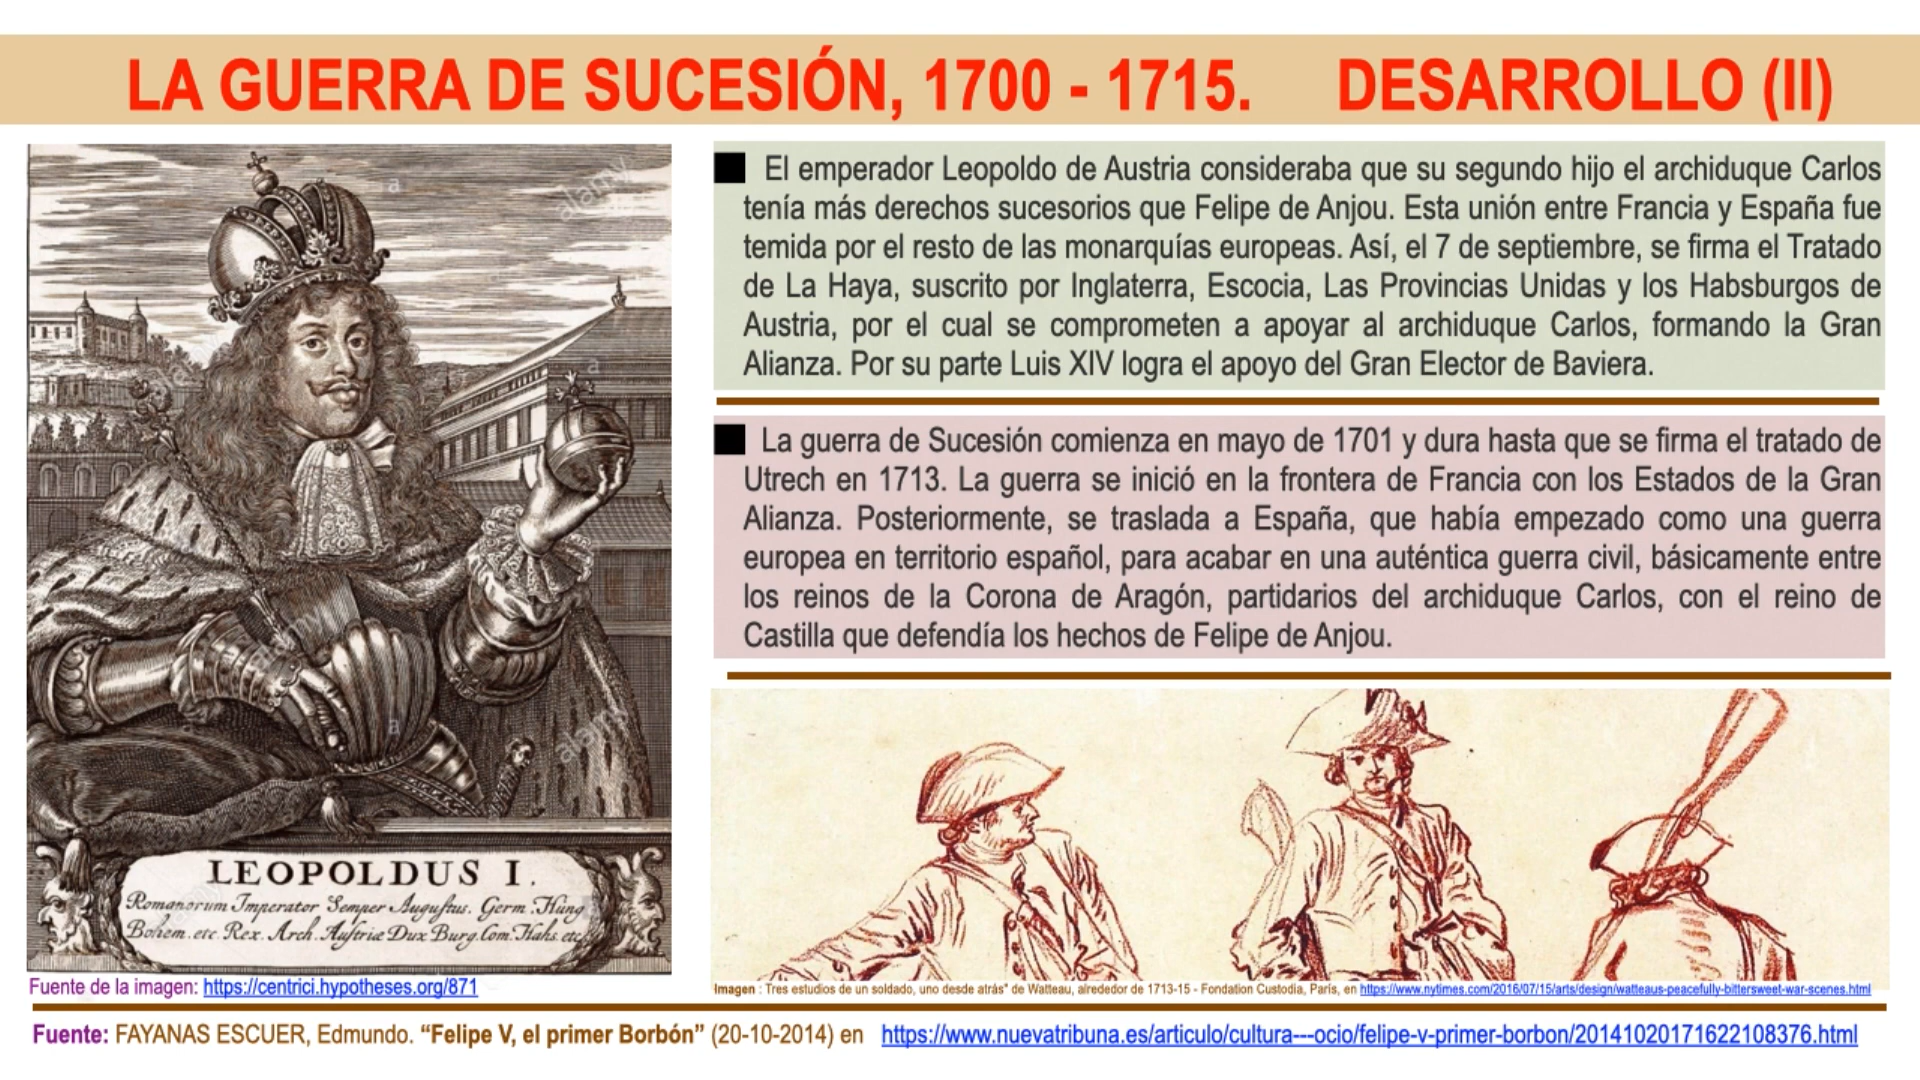 LA GUERRA DE SUCESIÓN, 1700 - 1715. DESARROLLO (II)
El emperador Leopoldo de Austria consideraba que su segundo hijo el archiduque Carlos
tenía más derechos sucesorios que Felipe de Anjou. Esta unión entre Francia y España fue
temida por el resto de las monarquías europeas. Así, el 7 de septiembre, se firma el Tratado
de La Haya, suscrito por Inglaterra, Escocia, Las Provincias Unidas y los Habsburgos de
Austria, por el cual se comprometen a apoyar al archiduque Carlos, formando la Gran
Alianza. Por su parte Luis XIV logra el apoyo del Gran Elector de Baviera.
La guerra de Sucesión comienza en mayo de 1701 y dura hasta que se firma el tratado de
Utrech en 1713. La guerra se inició en la frontera de Francia con los Estados de la Gran
Alianza. Posteriormente, se traslada a España, que había empezado como una guerra
europea en territorio español, para acabar en una auténtica guerra civil, básicamente entre
los reinos de la Corona de Aragón, partidarios del archiduque Carlos, con el reino de
Castilla que defendía los hechos de Felipe de Anjou.
LEOPOLDUS I.
Romanorum Imperator Semper Augustus. Germ. Hung
Bohem. etc. Rex. Arch. Austriæ Dux Burg. Com. Habs. etc
Fuente de la imagen: https://centrici.hypotheses.org/871
Imagen : Tres estudios de un soldado, uno desde atrás" de Watteau, alrededor de 1713-15 - Fondation Custodia, París, en https://www.nytimes.com/2016/07/15/arts/design/watteaus-peacefully-bittersweet-war-scenes.html
Fuente: FAYANAS ESCUER, Edmundo. “Felipe V, el primer Borbón” (20-10-2014) en https://www.nuevatribuna.es/articulo/cultura---ocio/felipe-v-primer-borbon/20141020171622108376.html
alamy
alamy